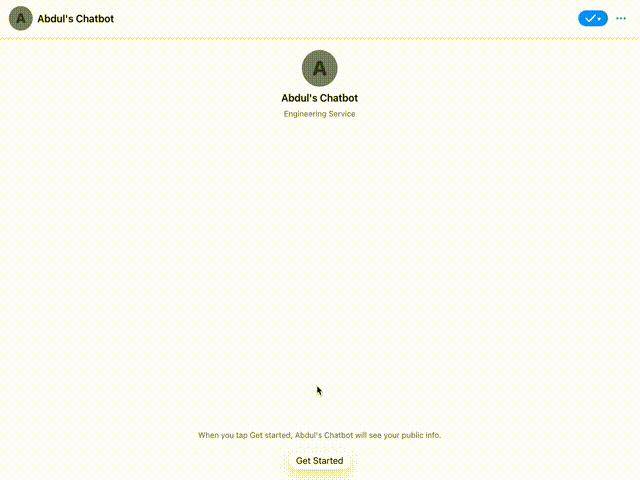 A Abdul's Chatbot
A
Abdul's Chatbot
Engineering Service
When you tap Get started, Abdul's Chatbot will see your public info.
Get Started